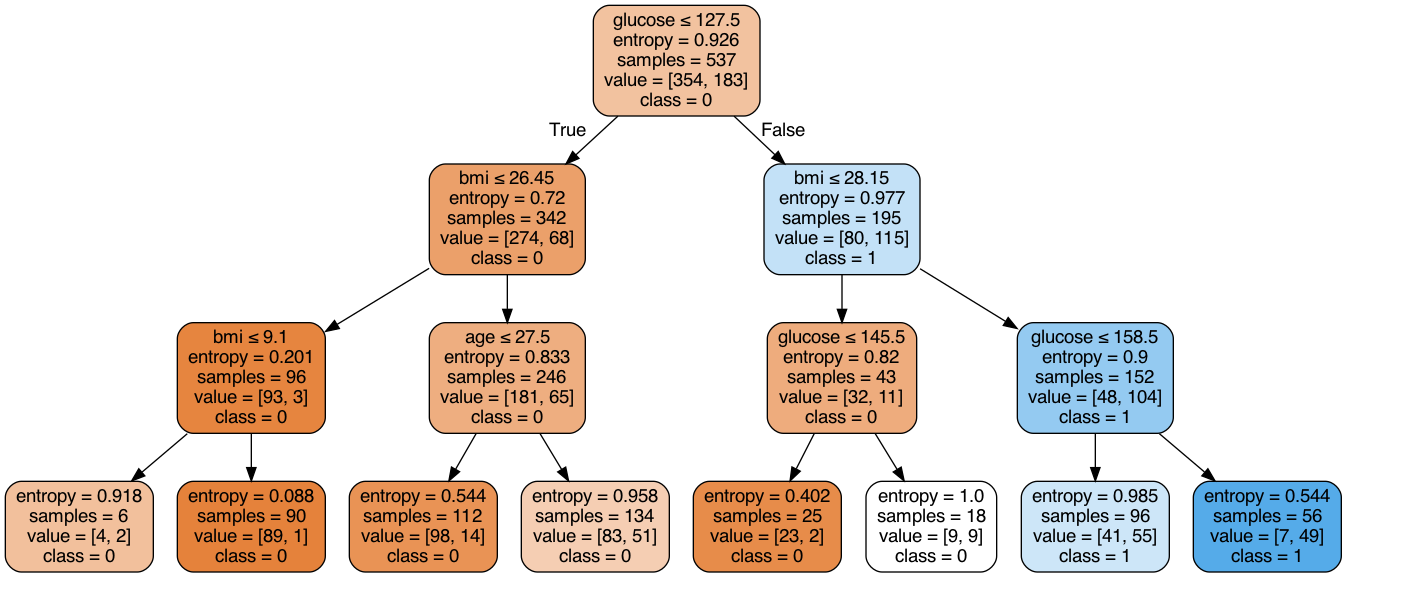 glucose ≤ 127.5
entropy = 0.926
samples = 537
value = [354, 183]
class = 0
True
False
bmi ≤ 26.45
entropy = 0.72
samples = 342
value = [274, 68]
class = 0
bmi ≤ 28.15
entropy = 0.977
samples = 195
value = [80, 115]
class = 1
bmi ≤ 9.1
entropy = 0.201
samples = 96
value = [93, 3]
class = 0
age ≤ 27.5
entropy = 0.833
samples = 246
value = [181, 65]
class = 0
glucose ≤ 145.5
entropy = 0.82
samples = 43
value = [32, 11]
class = 0
glucose ≤ 158.5
entropy = 0.9
samples = 152
value = [48, 104]
class = 1
entropy = 0.918
samples = 6
value = [4, 2]
class = 0
entropy = 0.088
samples = 90
value = [89, 1]
class = 0
entropy = 0.544
samples = 112
value = [98, 14]
class = 0
entropy = 0.958
samples = 134
value = [83, 51]
class = 0
entropy = 0.402
samples = 25
value = [23, 2]
class = 0
entropy = 1.0
samples = 18
value = [9, 9]
class = 0
entropy = 0.985
samples = 96
value = [41, 55]
class = 1
entropy = 0.544
samples = 56
value = [7, 49]
class = 1